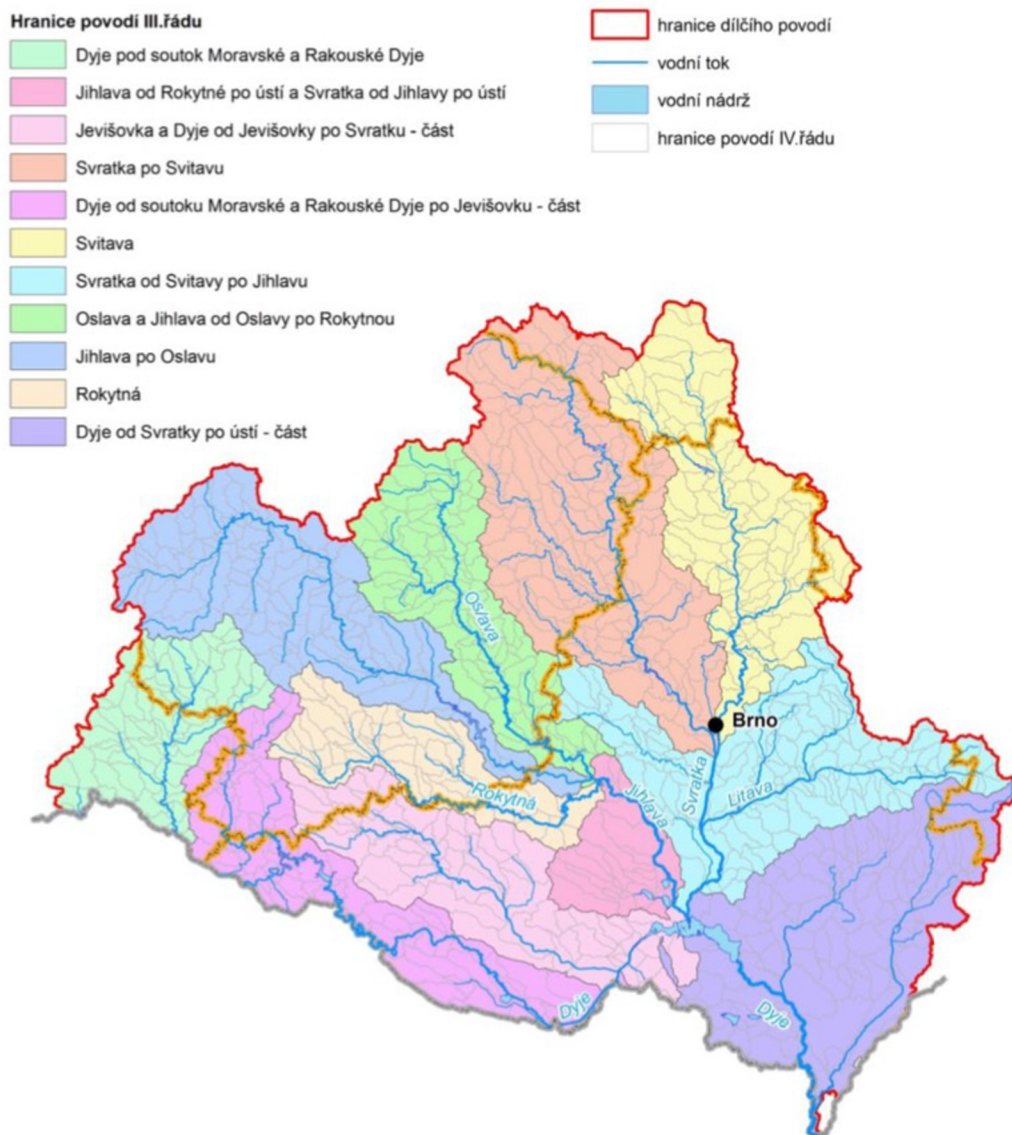 Hranice povodí III.řádu
Dyje pod soutok Moravské a Rakouské Dyje
Jihlava od Rokytné po ústí a Svratka od Jihlavy po ústí
Jevišovka a Dyje od Jevišovky po Svratku - část
Svratka po Svitavu
Dyje od soutoku Moravské a Rakouské Dyje po Jevišovku - část
Svitava
Svratka od Svitavy po Jihlavu
Oslava a Jihlava od Oslavy po Rokytnou
Jihlava po Oslavu
Rokytná
Dyje od Svratky po ústí - část
hranice dílčího povodí
vodní tok
vodní nádrž
hranice povodí IV.řádu
Oslava
Brno
Svratka
Litava
Jihlava
Rokytná
Dyje
Dyje